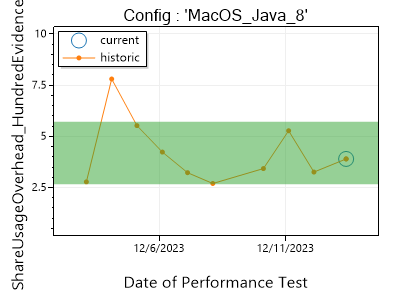 Config : 'MacOS_Java_8'
ShareUsageOverhead_HundredEvidence
current
historic
10
7.5
5
2.5
12/6/2023
12/11/2023
Date of Performance Test